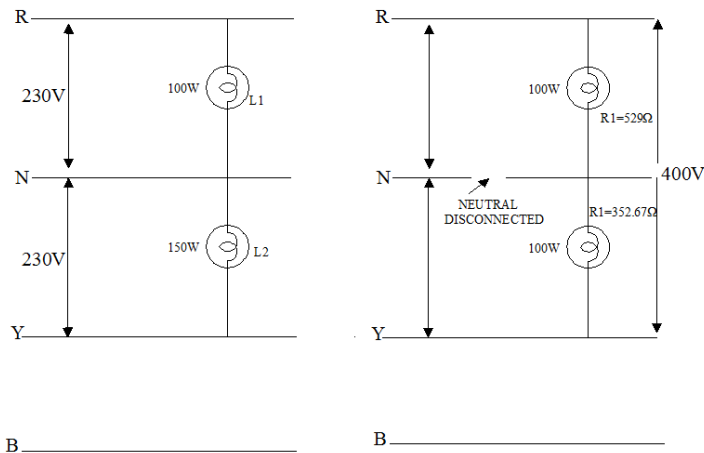 R
230V
100W
L1
N
230V
150W
L2
Y
B
R
100W
R1=529Ω
N
400V
NEUTRAL
DISCONNECTED
R1=352.67Ω
100W
Y
B